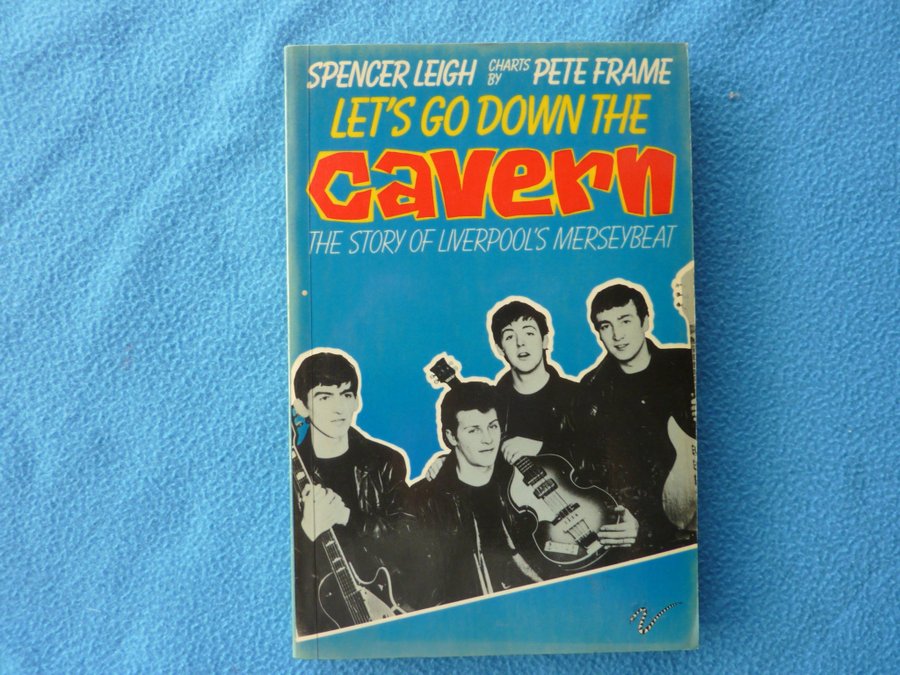 SPENCER LEIGH CHARTS BY PETE FRAME
LET'S GO DOWN THE
cavern
THE STORY OF LIVERPOOL'S MERSEYBEAT